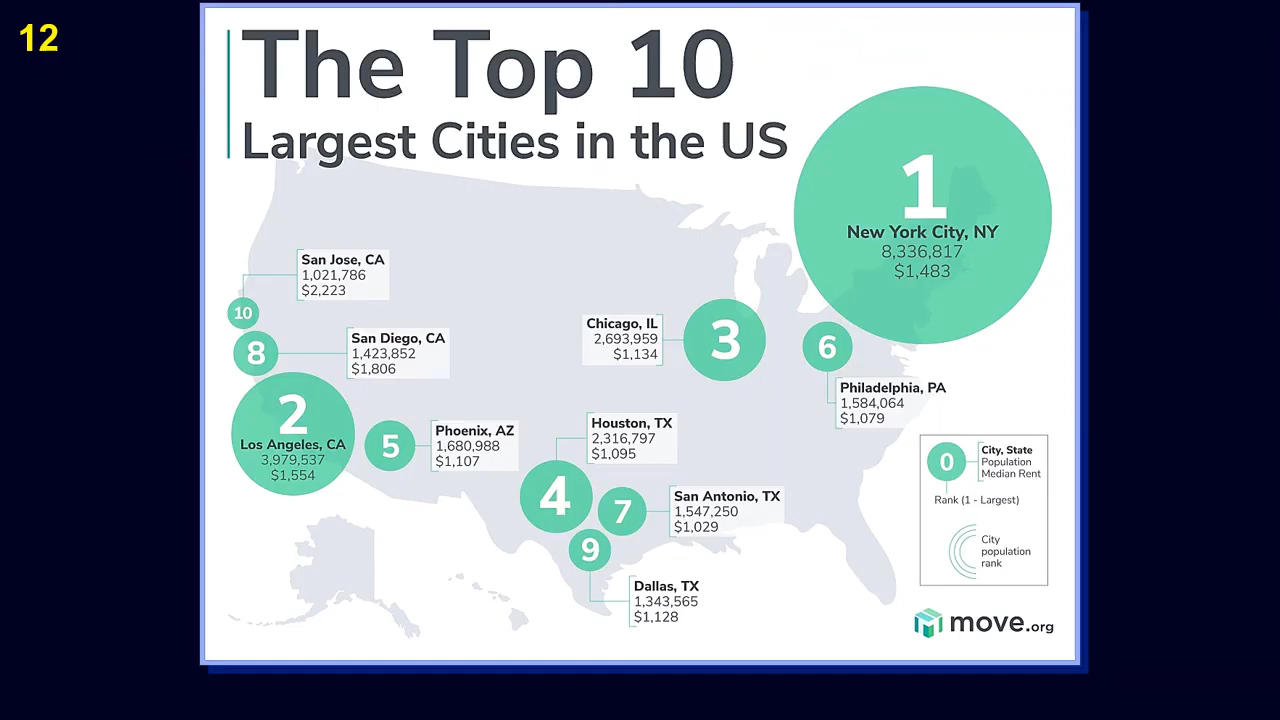 12
The Top 10
Largest Cities in the US
1
New York City, NY
8,336,817
$1,483
San Jose, CA
1,021,786
$2,223
10
San Diego, CA
1,423,852
$1,806
8
Chicago, IL
2,693,959
$1,134
3
6
Philadelphia, PA
1,584,064
$1,079
2
Los Angeles, CA
3,979,537
$1,554
5
Phoenix, AZ
1,680,988
$1,107
Houston, TX
2,316,797
$1,095
4
7
San Antonio, TX
1,547,250
$1,029
9
Dallas, TX
1,343,565
$1,128
0
City, State
Population
Median Rent
Rank (1 - Largest)
City
population
rank
move.org